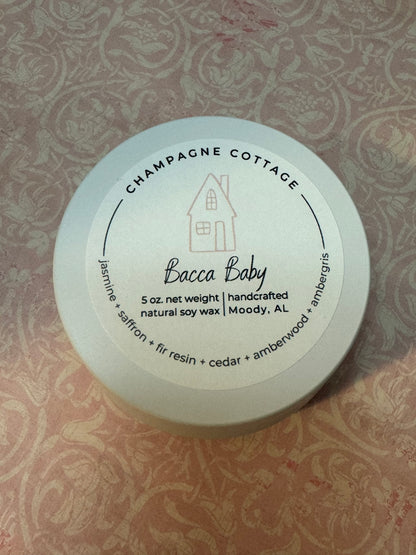 CHAMPAGNE COTTAGE
Bacca Baby
5 oz. net weight | handcrafted
natural soy wax | Moody, AL
jasmine + saffron + fir resin + cedar + amberwood + ambergris